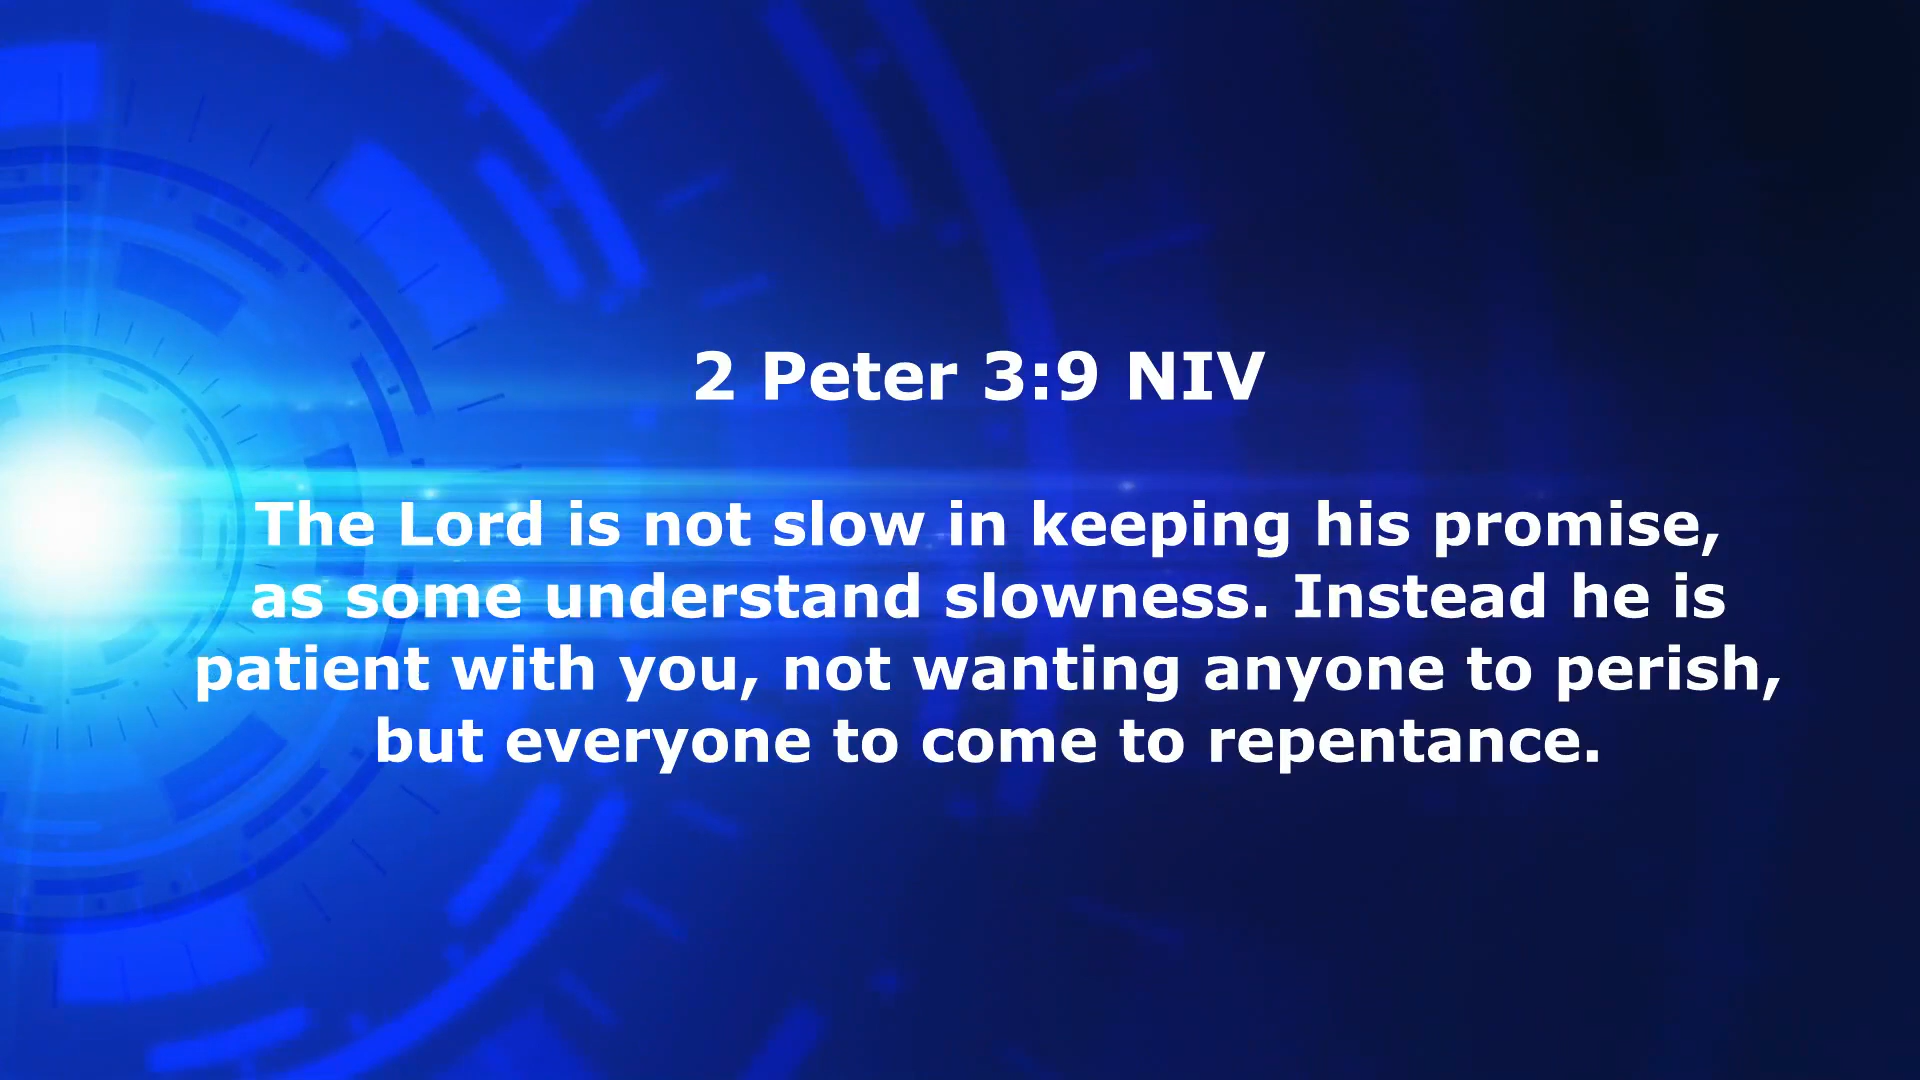 2 Peter 3:9 NIV
The Lord is not slow in keeping his promise,
as some understand slowness. Instead he is
patient with you, not wanting anyone to perish,
but everyone to come to repentance.